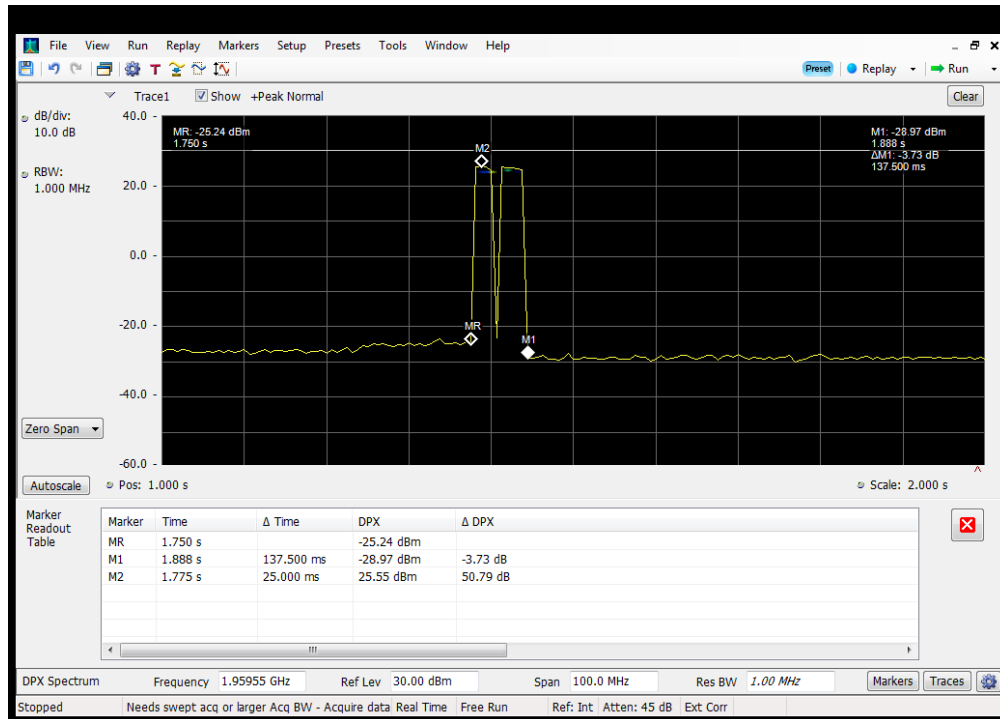 File View Run Replay Markers Setup Presets Tools Window Help
T Preset Replay Run
Trace1 Show +Peak Normal Clear
dB/div:
10.0 dB
RBW:
1.000 MHz
40.0
20.0
0.0
-20.0
-40.0
-60.0
MR: -25.24 dBm
1.750 s
M1: -28.97 dBm
1.888 s
ΔM1: -3.73 dB
137.500 ms
M2
MR
M1
Zero Span
Autoscale Pos: 1.000 s Scale: 2.000 s
Marker
Readout
Table
Marker Time Δ Time DPX Δ DPX
MR 1.750 s -25.24 dBm
M1 1.888 s 137.500 ms -28.97 dBm -3.73 dB
M2 1.775 s 25.000 ms 25.55 dBm 50.79 dB
DPX Spectrum Frequency 1.95955 GHz Ref Lev 30.00 dBm Span 100.0 MHz Res BW 1.00 MHz Markers Traces
Stopped Needs swept acq or larger Acq BW - Acquire data Real Time Free Run Ref: Int Atten: 45 dB Ext Corr